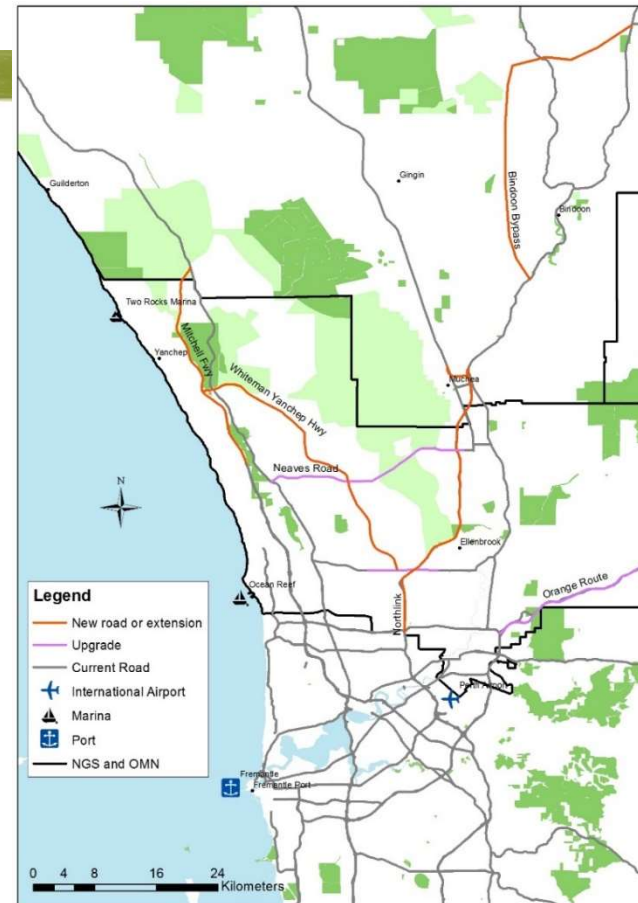 Guilderton
Gingin
Bindoon Bypass
Bindoon
Two Rocks Marina
Yanchep
Mitchell Fwy
Muchea
Whiteman Yanchep Hwy
Neaves Road
N
Ellenbrook
Ocean Reef
Orange Route
Northlink
Perth Airport
Legend
New road or extension
Upgrade
Current Road
International Airport
Marina
Port
NGS and OMN
Fremantle
Fremantle Port
0 4 8 16 24
Kilometers